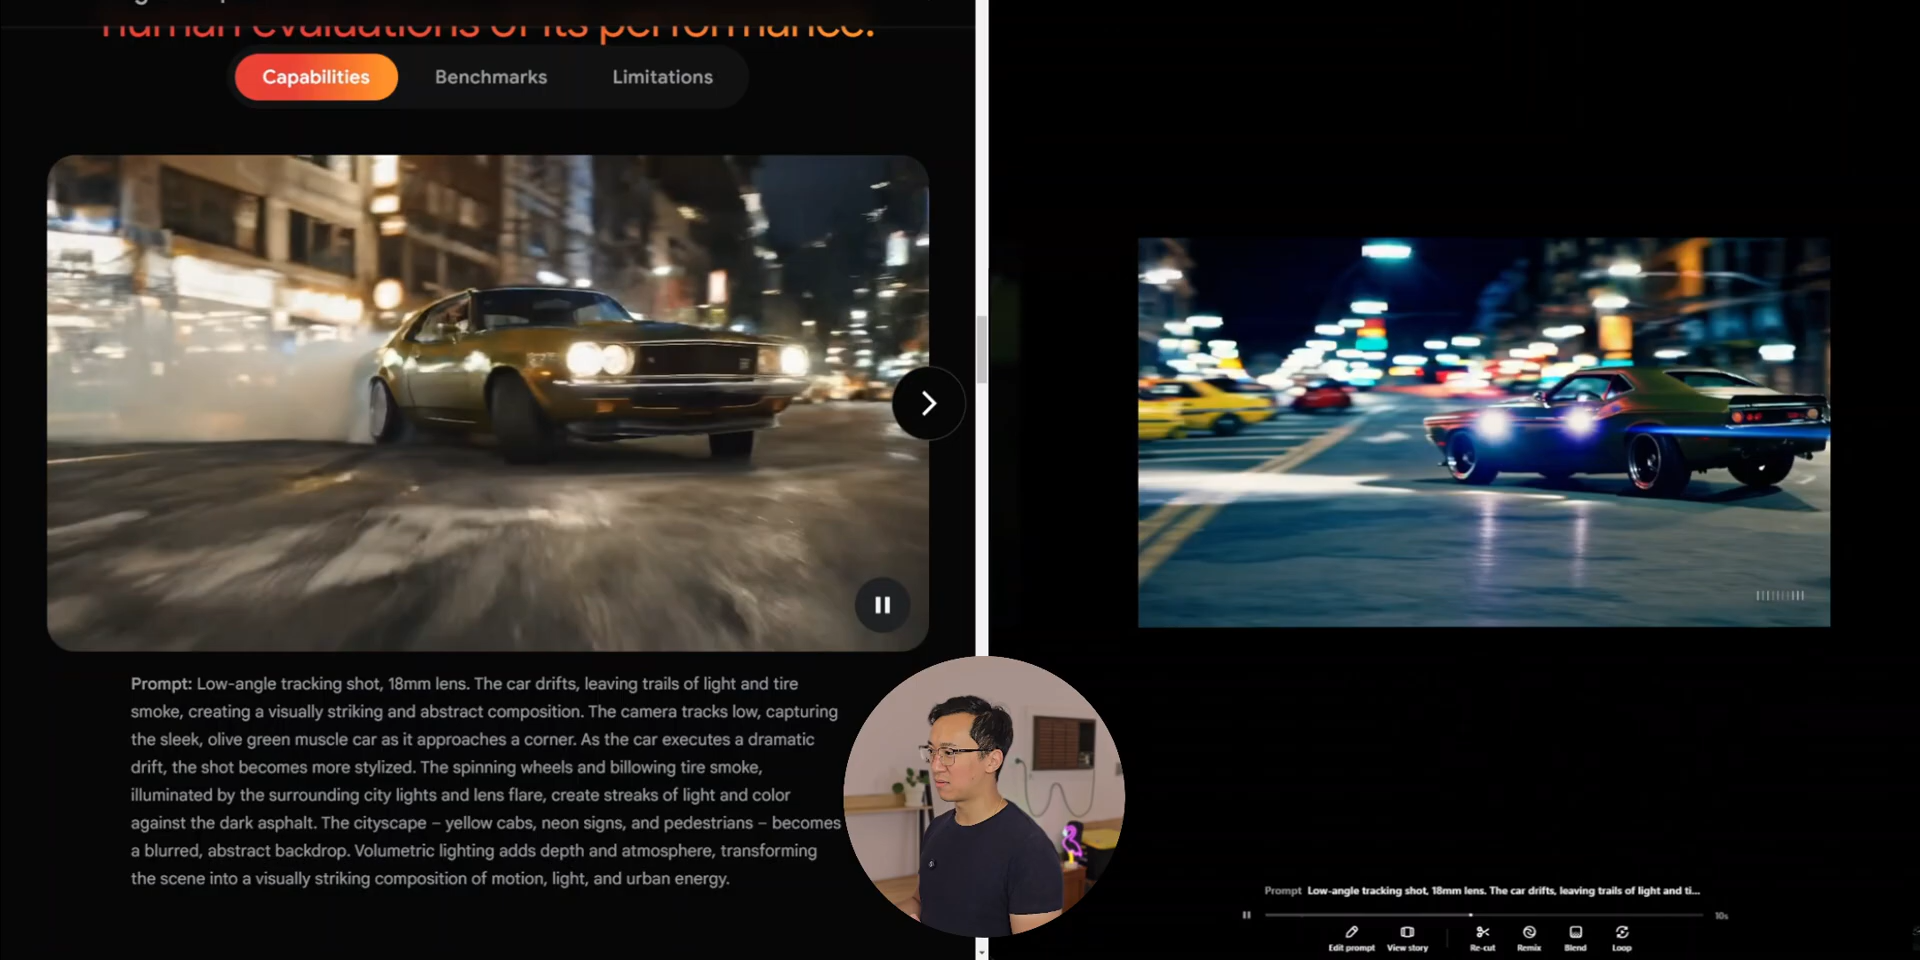 human evaluations of its performance.
Capabilities
Benchmarks
Limitations
Prompt: Low-angle tracking shot, 18mm lens. The car drifts, leaving trails of light and tire
smoke, creating a visually striking and abstract composition. The camera tracks low, capturing
the sleek, olive green muscle car as it approaches a corner. As the car executes a dramatic
drift, the shot becomes more stylized. The spinning wheels and billowing tire smoke,
illuminated by the surrounding city lights and lens flare, create streaks of light and color
against the dark asphalt. The cityscape – yellow cabs, neon signs, and pedestrians – becomes
a blurred, abstract backdrop. Volumetric lighting adds depth and atmosphere, transforming
the scene into a visually striking composition of motion, light, and urban energy.
Prompt Low-angle tracking shot, 18mm lens. The car drifts, leaving trails of light and ti...
10s
Edit prompt
View story
Re-cut
Remix
Blend
Loop